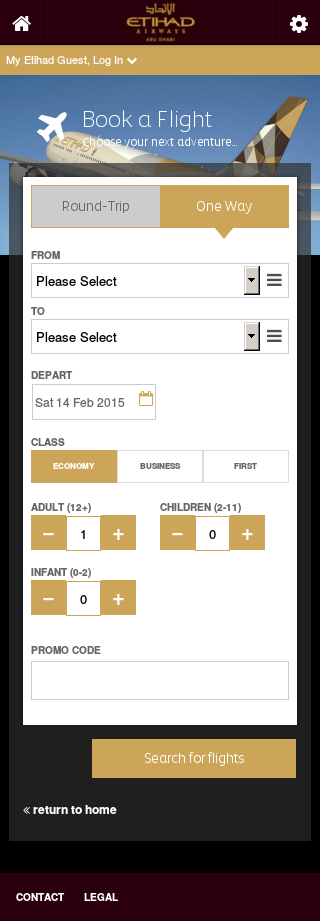 الإتحاد
ETIHAD
AIRWAYS
ABU DHABI
My Etihad Guest, Log In
Book a Flight
choose your next adventure...
Round-Trip One Way
FROM
Please Select
TO
Please Select
DEPART
Sat 14 Feb 2015
CLASS
ECONOMY BUSINESS FIRST
ADULT (12+) CHILDREN (2-11)
− 1 + − 0 +
INFANT (0-2)
− 0 +
PROMO CODE
Search for flights
« return to home
CONTACT LEGAL